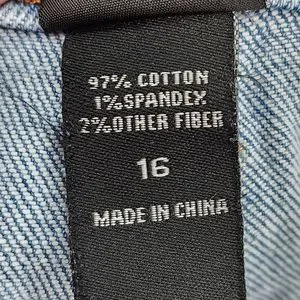 97% COTTON
1%SPANDEX
2%OTHER FIBER
16
MADE IN CHINA